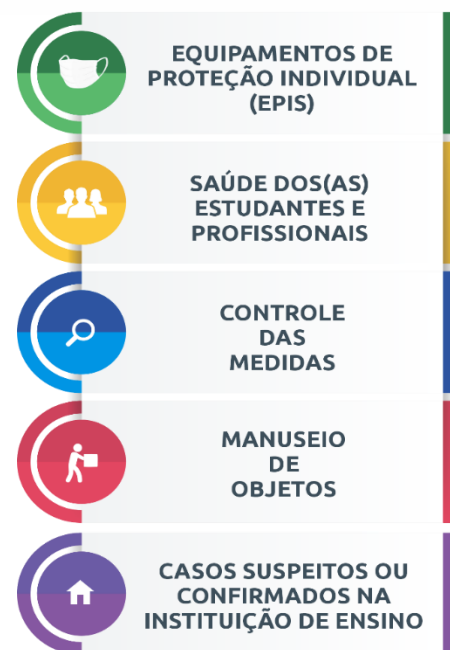 EQUIPAMENTOS DE
PROTEÇÃO INDIVIDUAL
(EPIS)
SAÚDE DOS(AS)
ESTUDANTES E
PROFISSIONAIS
CONTROLE
DAS
MEDIDAS
MANUSEIO
DE
OBJETOS
CASOS SUSPEITOS OU
CONFIRMADOS NA
INSTITUIÇÃO DE ENSINO